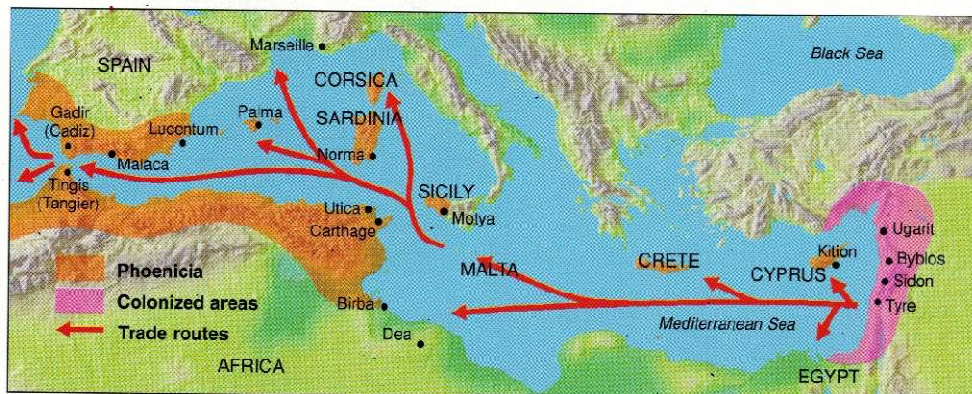 Marseille
Black Sea
SPAIN
CORSICA
Gadir
(Cadiz)
Lucentum
Palma
SARDINIA
Malaca
Norma
Tingis
(Tangier)
SICILY
Utica
Motya
Carthage
Ugarit
Kition
Phoenicia
MALTA
CRETE
CYPRUS
Byblos
Sidon
Colonized areas
Birba
Tyre
Trade routes
Mediterranean Sea
Dea
AFRICA
EGYPT